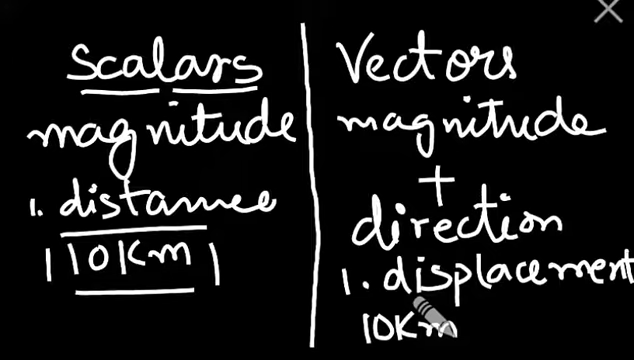 Scalars
magnitude
1. distance
|10Km|
Vectors
magnitude
+
direction
1. displacement
10Km